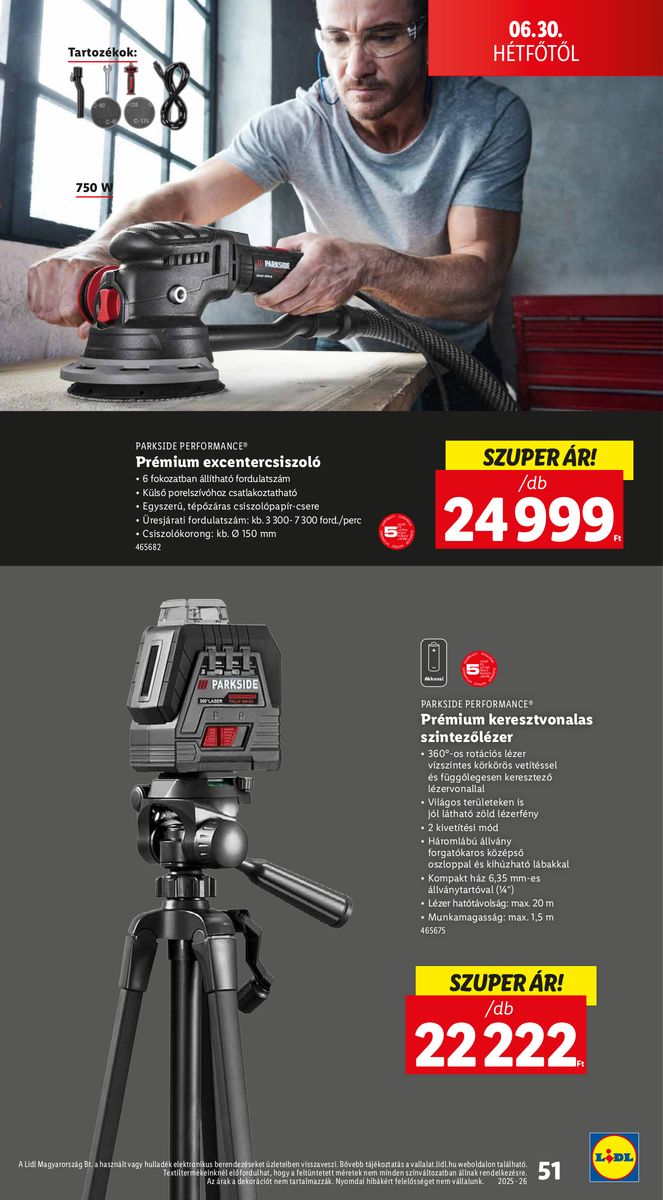 06.30.
HÉTFŐTŐL
Tartozékok:
750 W
PARKSIDE
PARKSIDE PERFORMANCE®
Prémium excentercsiszoló
• 6 fokozatban állítható fordulatszám
• Külső porelszívóhoz csatlakoztatható
• Egyszerű, tépőzáras csiszolópapír-csere
• Üresjárati fordulatszám: kb. 3 300- 7 300 ford./perc
• Csiszolókorong: kb. Ø 150 mm
465682
5
SZUPER ÁR!
/db
24 999 Ft
PARKSIDE
360°LASER
Akkuval
5
PARKSIDE PERFORMANCE®
Prémium keresztvonalas
szintezőlézer
• 360°-os rotációs lézer
vízszintes körkörös vetítéssel
és függőlegesen keresztező
lézervonallal
• Világos területeken is
jól látható zöld lézerfény
• 2 kivetítési mód
• Háromlábú állvány
forgatókaros középső
oszloppal és kihúzható lábakkal
• Kompakt ház 6,35 mm-es
állványtartóval (¼″)
• Lézer hatótávolság: max. 20 m
• Munkamagasság: max. 1,5 m
465675
SZUPER ÁR!
/db
22 222 Ft
A Lidl Magyarország Bt. a használt vagy hulladék elektronikus berendezéseket üzleteiben visszaveszi. Bővebb tájékoztatás a vallalat.lidl.hu weboldalon található.
Textiltermékeinknél előfordulhat, hogy a feltüntetett méretek nem minden színváltozatban állnak rendelkezésre.
Az árak a dekorációt nem tartalmazzák. Nyomdai hibákért felelősséget nem vállalunk. 2025 - 26
51
LIDL